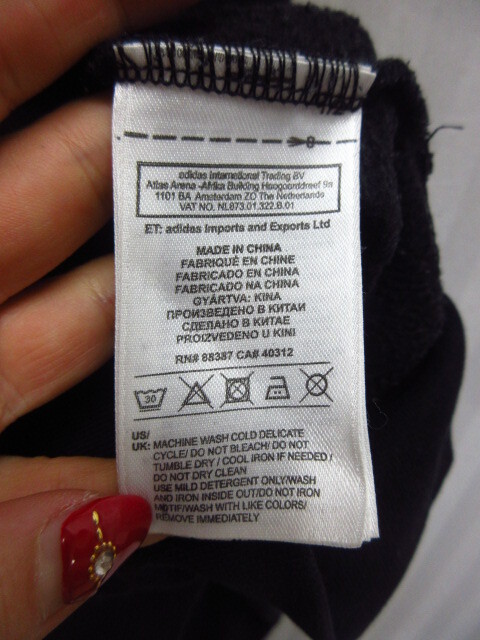 adidas International Trading BV
Atlas Arena -Afrika Building Hoogoorddreef 9a
1101 BA Amsterdam ZO The Netherlands
VAT NO. NL873.01.322.B.01
ET: adidas Imports and Exports Ltd
MADE IN CHINA
FABRIQUÉ EN CHINE
FABRICADO EN CHINA
FABRICADO NA CHINA
GYÁRTVA: KÍNA
ПРОИЗВЕДЕНО В КИТАИ
СДЕЛАНО В КИТАЕ
PROIZVEDENO U KINI
RN# 88387 CA# 40312
30
US/
UK: MACHINE WASH COLD DELICATE
CYCLE/ DO NOT BLEACH/ DO NOT
TUMBLE DRY / COOL IRON IF NEEDED /
DO NOT DRY CLEAN
USE MILD DETERGENT ONLY/WASH
AND IRON INSIDE OUT/DO NOT IRON
MOTIF/WASH WITH LIKE COLORS/
REMOVE IMMEDIATELY